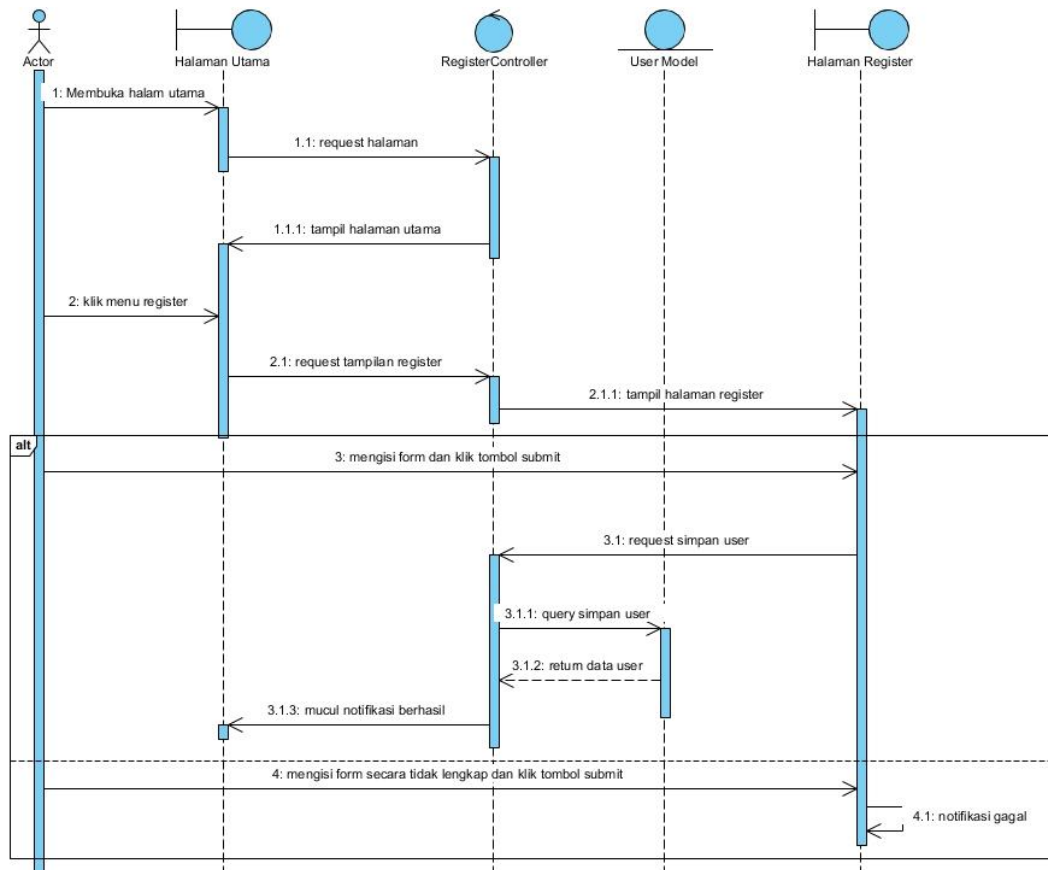 Actor
Halaman Utama
RegisterController
User Model
Halaman Register
1: Membuka halam utama
1.1: request halaman
1.1.1: tampil halaman utama
2: klik menu register
2.1: request tampilan register
2.1.1: tampil halaman register
alt
3: mengisi form dan klik tombol submit
3.1: request simpan user
3.1.1: query simpan user
3.1.2: return data user
3.1.3: mucul notifikasi berhasil
4: mengisi form secara tidak lengkap dan klik tombol submit
4.1: notifikasi gagal